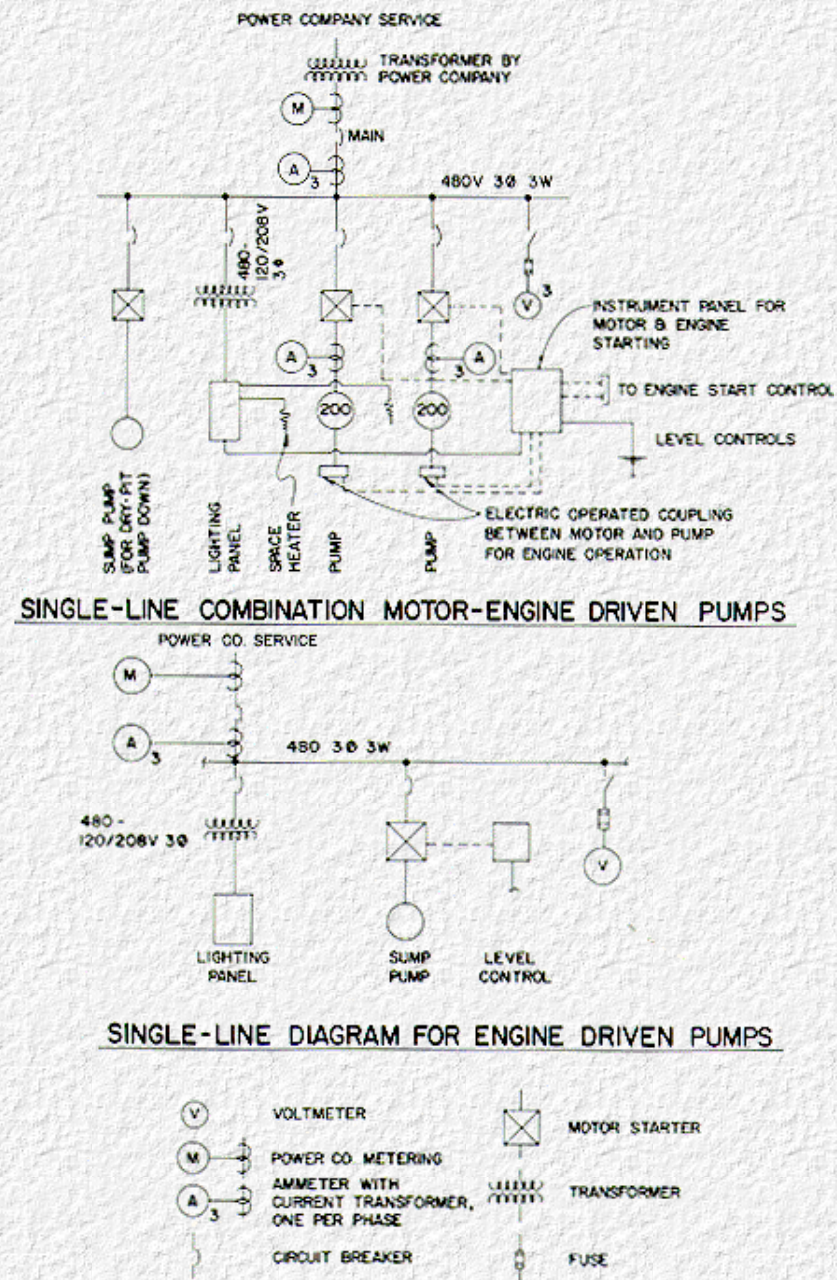 POWER COMPANY SERVICE
TRANSFORMER BY
POWER COMPANY
M
MAIN
A
3
480V 3Ø 3W
480-
120/208V
3Ø
V
3
INSTRUMENT PANEL FOR
MOTOR & ENGINE
STARTING
A
3
A
3
TO ENGINE START CONTROL
200
200
LEVEL CONTROLS
SUMP PUMP
(FOR DRY-PIT
PUMP DOWN)
LIGHTING
PANEL
SPACE
HEATER
PUMP
PUMP
ELECTRIC OPERATED COUPLING
BETWEEN MOTOR AND PUMP
FOR ENGINE OPERATION
SINGLE-LINE COMBINATION MOTOR-ENGINE DRIVEN PUMPS
POWER CO. SERVICE
M
A
3
480 3Ø 3W
480-
120/208V 3Ø
V
LIGHTING
PANEL
SUMP
PUMP
LEVEL
CONTROL
SINGLE-LINE DIAGRAM FOR ENGINE DRIVEN PUMPS
V
VOLTMETER
MOTOR STARTER
M
POWER CO. METERING
A
3
AMMETER WITH
CURRENT TRANSFORMER,
ONE PER PHASE
TRANSFORMER
CIRCUIT BREAKER
FUSE